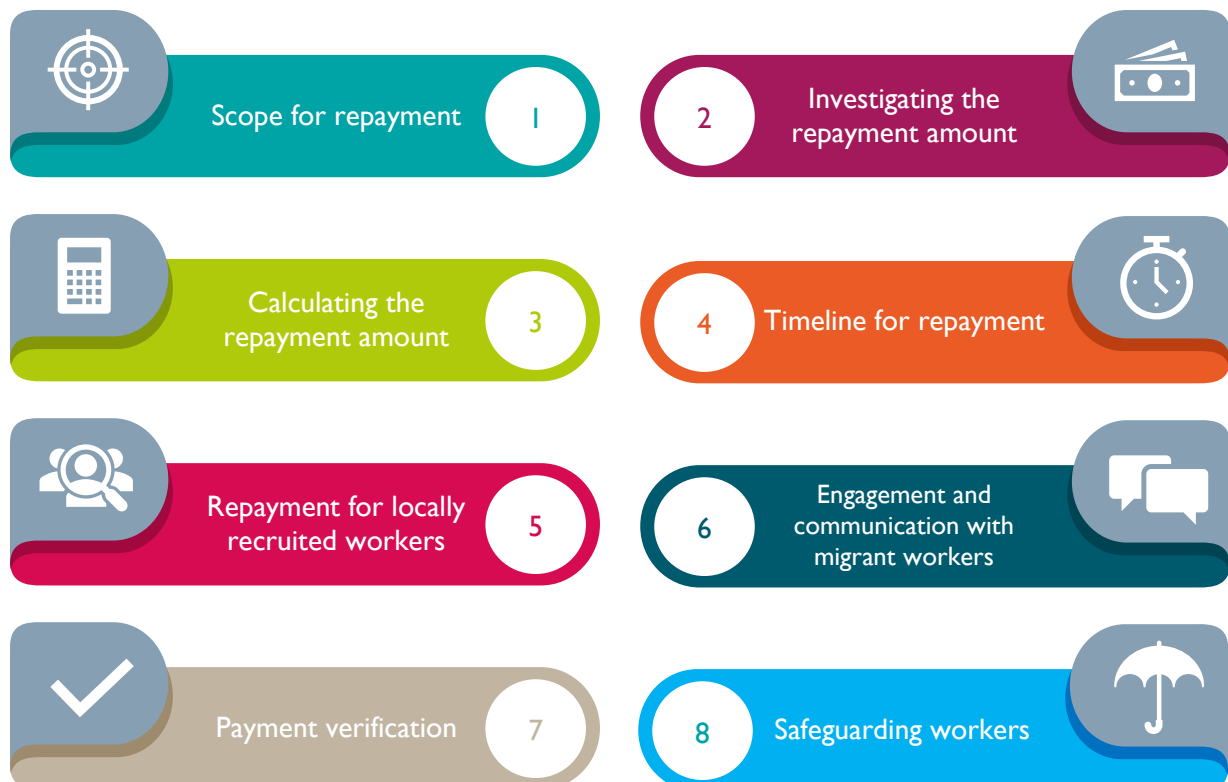 Scope for repayment
1
2
Investigating the
repayment amount
Calculating the
repayment amount
3
4
Timeline for repayment
Repayment for locally
recruited workers
5
6
Engagement and
communication with
migrant workers
Payment verification
7
8
Safeguarding workers